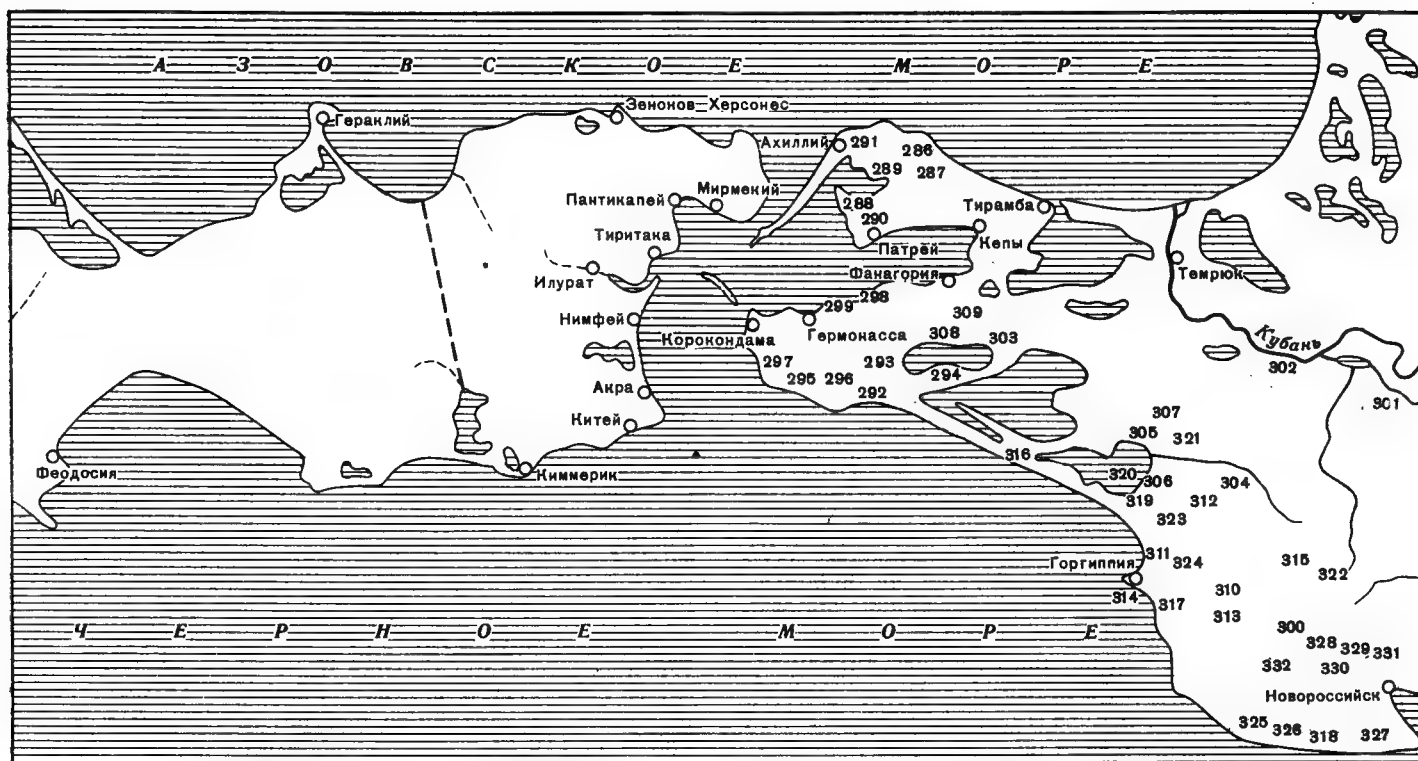 АЗОВСКОЕ МОРЕ
Зенонов Херсонес
Гераклий
Ахиллий 291 286
289 287
Пантикапей Мирмекий
288 Тирамба
290
Патрей Кепы
Тиритака
Илурат Фанагория Темрюк
299 298
Нимфей 309
Корокондама Гермонасса 308 303
Кубань
297 293 302
295 296 294
Акра 292 301
Китей 307
305 321
Феодосия Киммерик 316
320 306 304
319 312
323
311 324 315 322
Горгиппия
314 317 310
313
ЧЕРНОЕ МОРЕ
300
328 329 331
332 330
Новороссийск
325 326 318 327